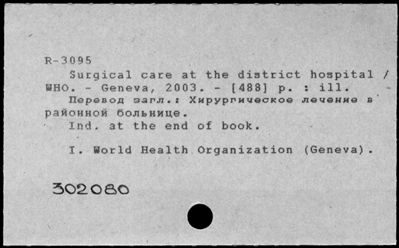 R-3095
Surgical care at the district hospital /
WHO. - Geneva, 2003. - [488] p. : ill.
Перевод загл.: Хирургическое лечение в
районной больнице.
Ind. at the end of book.
I. World Health Organization (Geneva).
302080